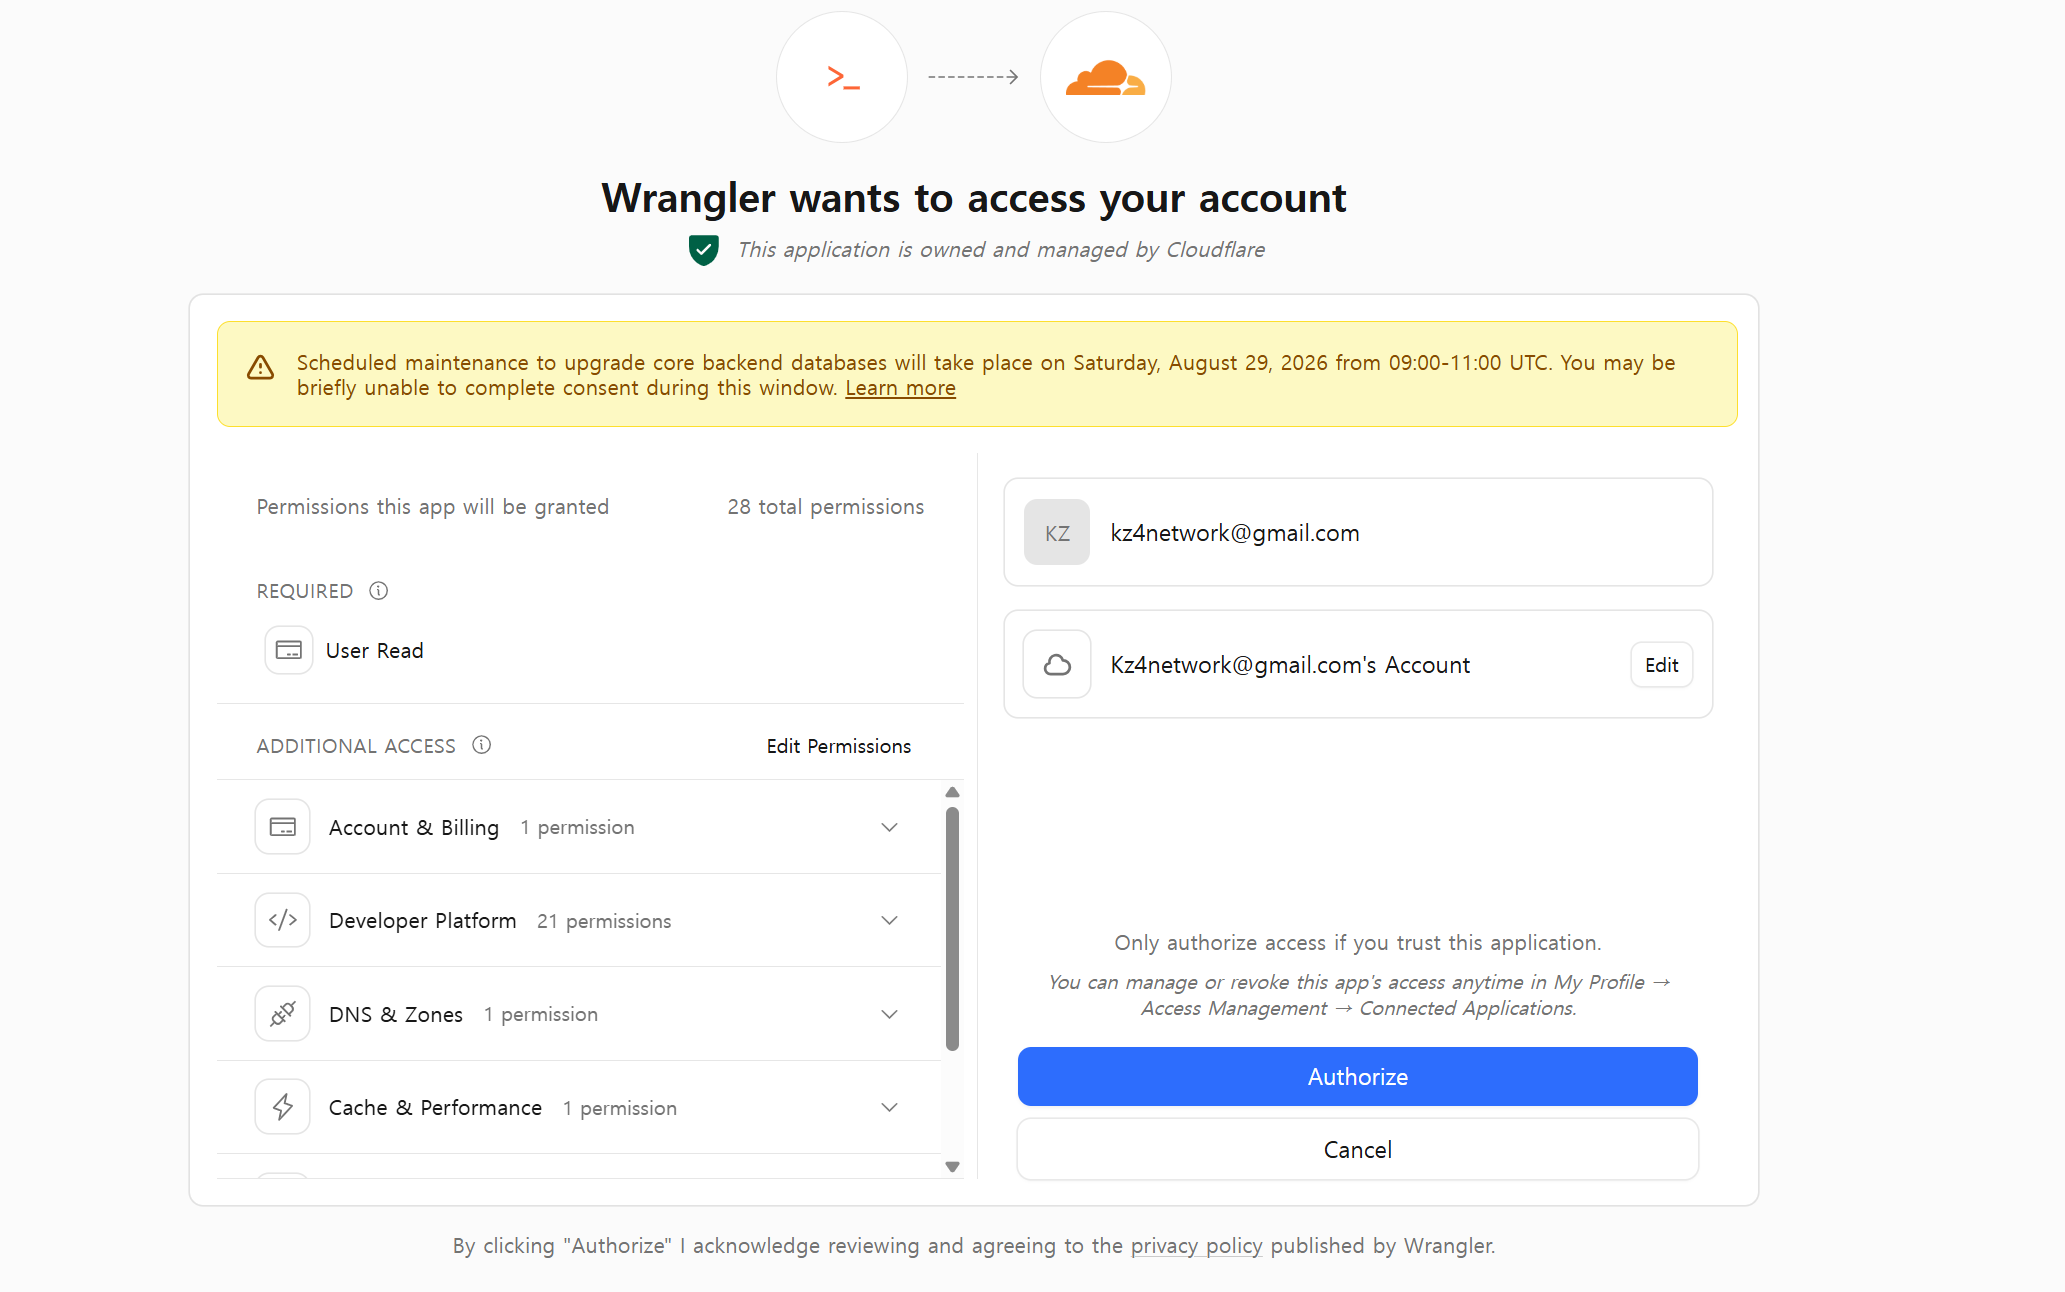 >_
Wrangler wants to access your account
This application is owned and managed by Cloudflare
Scheduled maintenance to upgrade core backend databases will take place on Saturday, August 29, 2026 from 09:00-11:00 UTC. You may be
briefly unable to complete consent during this window. Learn more
Permissions this app will be granted
28 total permissions
REQUIRED
User Read
ADDITIONAL ACCESS
Edit Permissions
Account & Billing 1 permission
Developer Platform 21 permissions
DNS & Zones 1 permission
Cache & Performance 1 permission
KZ
kz4network@gmail.com
Kz4network@gmail.com's Account
Edit
Only authorize access if you trust this application.
You can manage or revoke this app's access anytime in My Profile →
Access Management → Connected Applications.
Authorize
Cancel
By clicking "Authorize" I acknowledge reviewing and agreeing to the privacy policy published by Wrangler.